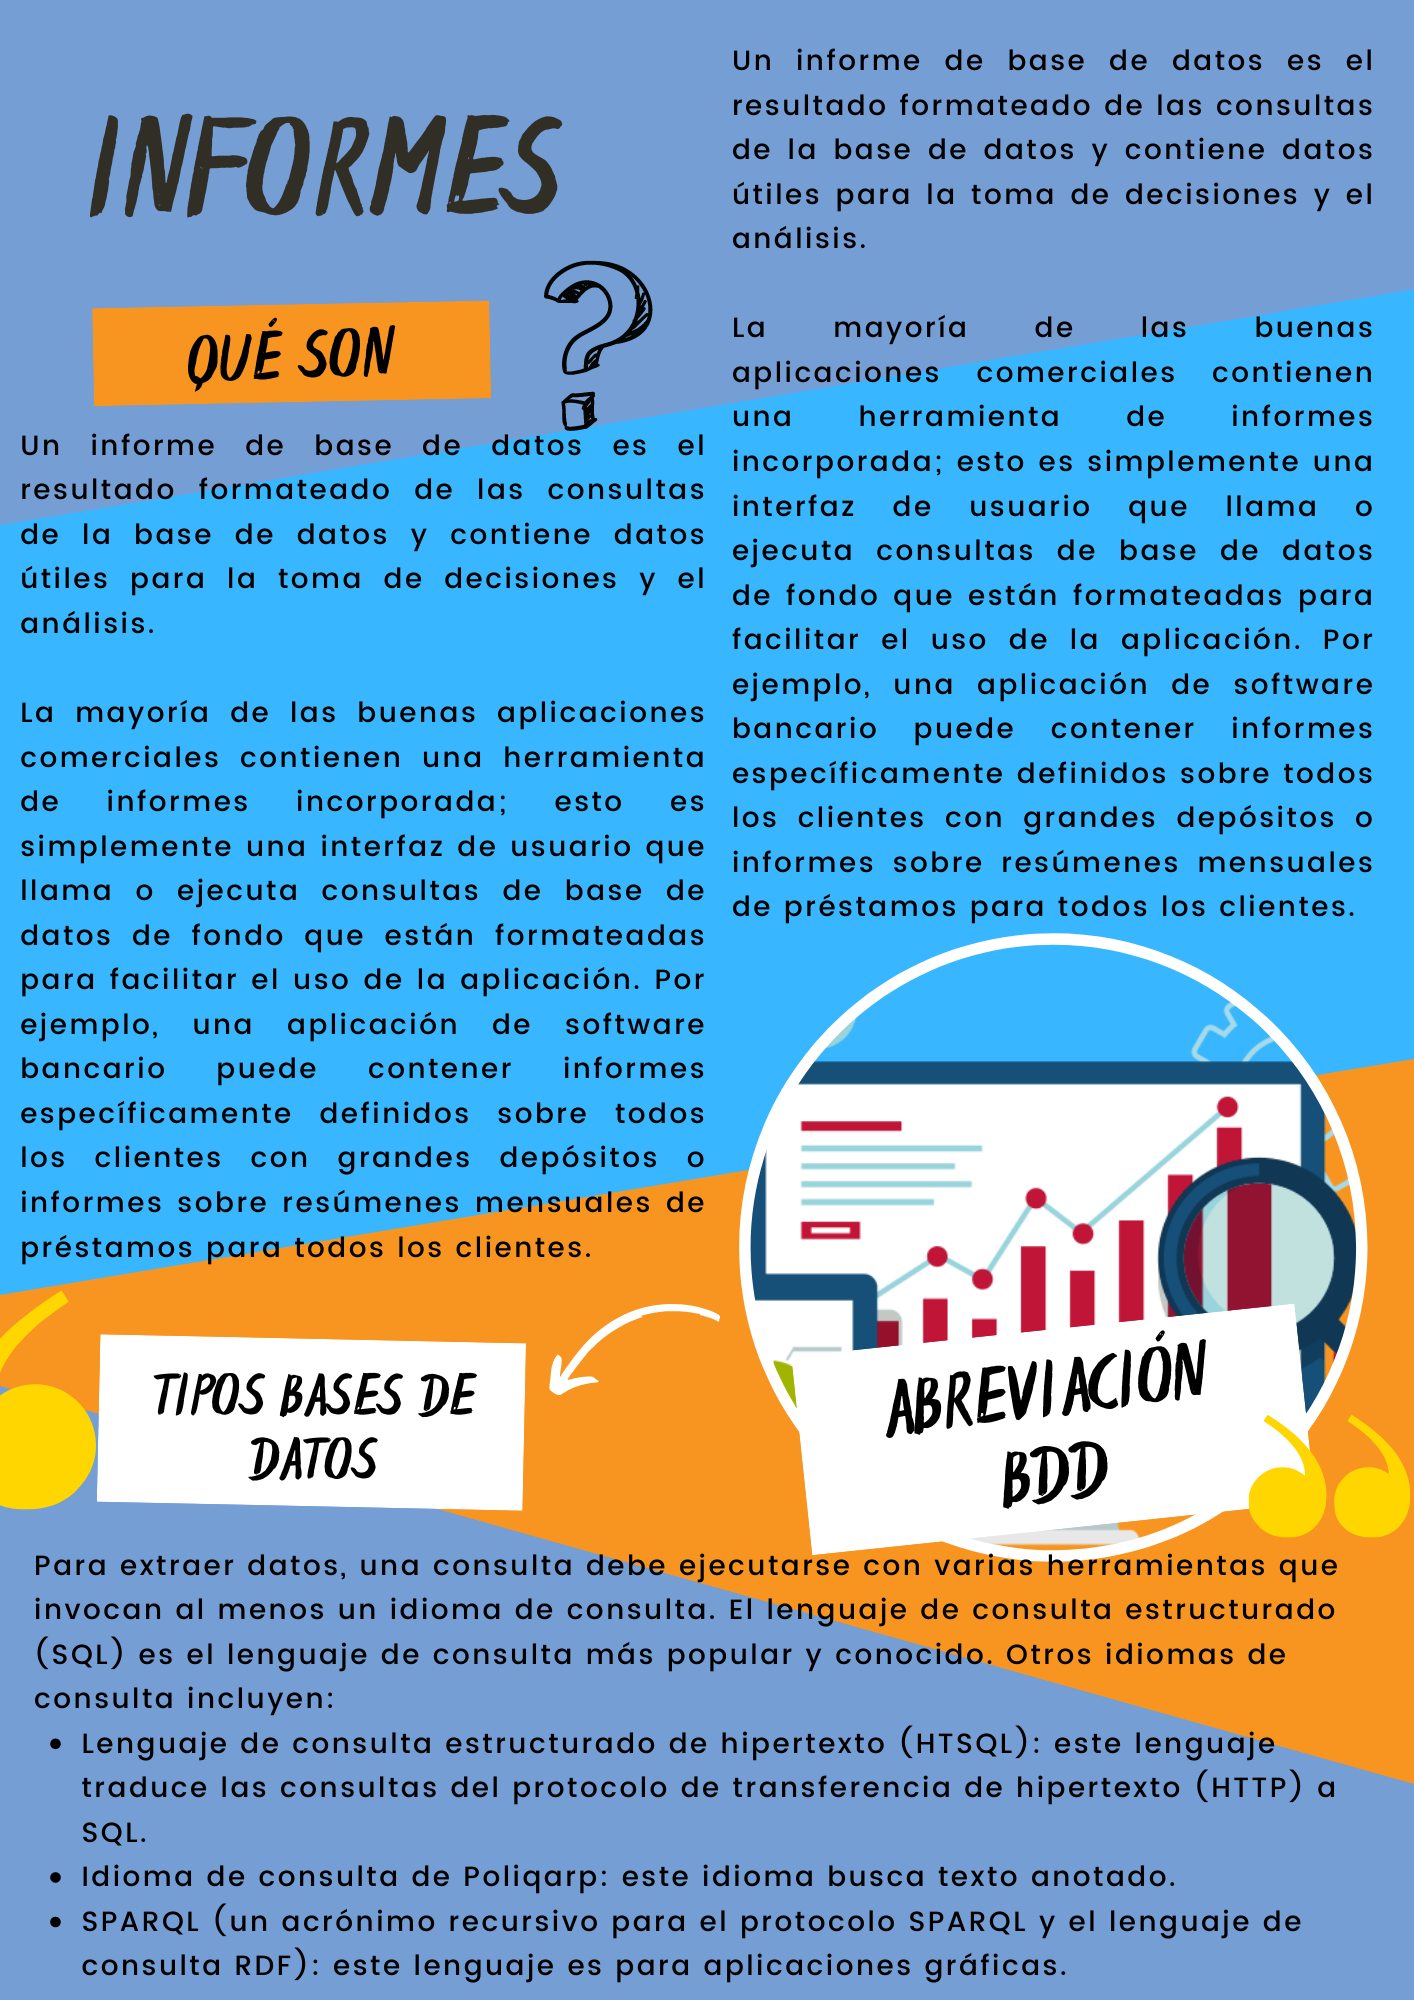 INFORMES
QUÉ SON
?
Un informe de base de datos es el
resultado formateado de las consultas
de la base de datos y contiene datos
útiles para la toma de decisiones y el
análisis.
La mayoría de las buenas aplicaciones
comerciales contienen una herramienta
de informes incorporada; esto es
simplemente una interfaz de usuario que
llama o ejecuta consultas de base de
datos de fondo que están formateadas
para facilitar el uso de la aplicación. Por
ejemplo, una aplicación de software
bancario puede contener informes
específicamente definidos sobre todos
los clientes con grandes depósitos o
informes sobre resúmenes mensuales de
préstamos para todos los clientes.
Un informe de base de datos es el
resultado formateado de las consultas
de la base de datos y contiene datos
útiles para la toma de decisiones y el
análisis.
La mayoría de las buenas
aplicaciones comerciales contienen
una herramienta de informes
incorporada; esto es simplemente una
interfaz de usuario que llama o
ejecuta consultas de base de datos
de fondo que están formateadas para
facilitar el uso de la aplicación. Por
ejemplo, una aplicación de software
bancario puede contener informes
específicamente definidos sobre todos
los clientes con grandes depósitos o
informes sobre resúmenes mensuales
de préstamos para todos los clientes.
TIPOS BASES DE
DATOS
ABREVIACIÓN
BDD
Para extraer datos, una consulta debe ejecutarse con varias herramientas que
invocan al menos un idioma de consulta. El lenguaje de consulta estructurado
(SQL) es el lenguaje de consulta más popular y conocido. Otros idiomas de
consulta incluyen:
• Lenguaje de consulta estructurado de hipertexto (HTSQL): este lenguaje
traduce las consultas del protocolo de transferencia de hipertexto (HTTP) a
SQL.
• Idioma de consulta de Poliqarp: este idioma busca texto anotado.
• SPARQL (un acrónimo recursivo para el protocolo SPARQL y el lenguaje de
consulta RDF): este lenguaje es para aplicaciones gráficas.